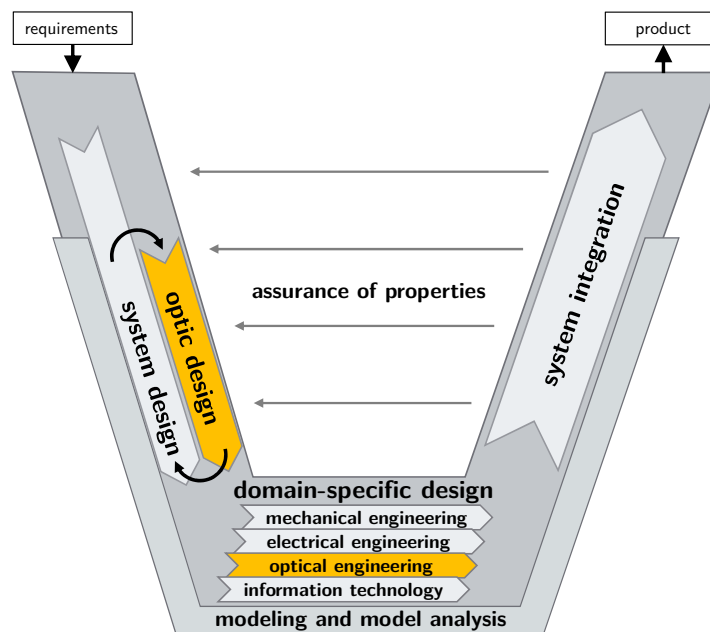 requirements
product
assurance of properties
system design
optic design
system integration
domain-specific design
mechanical engineering
electrical engineering
optical engineering
information technology
modeling and model analysis